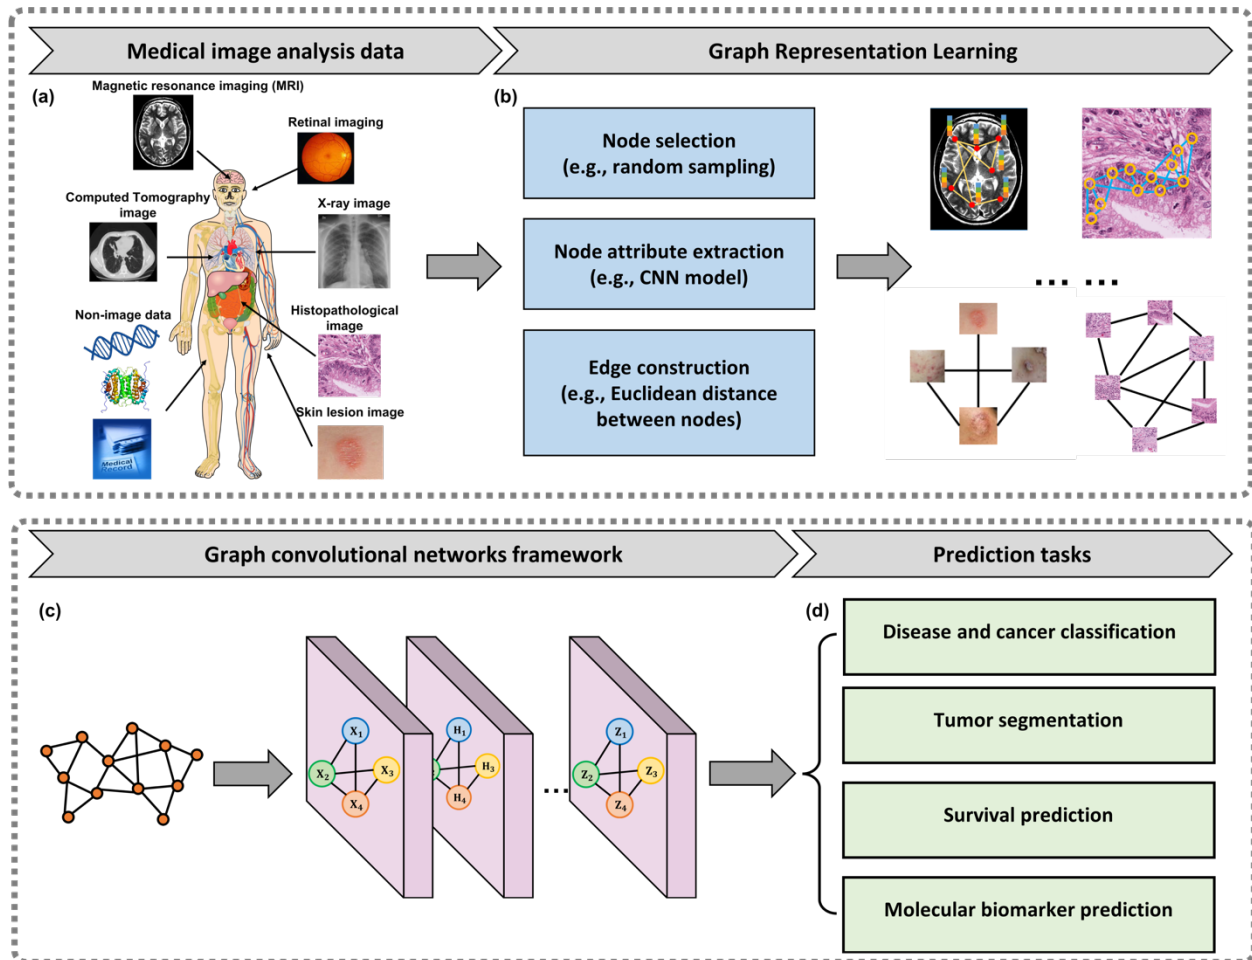 Medical image analysis data
Graph Representation Learning
(a)
Magnetic resonance imaging (MRI)
Retinal imaging
Computed Tomography
image
X-ray image
Non-image data
Histopathological
image
Skin lesion image
Medical
Record
(b)
Node selection
(e.g., random sampling)
Node attribute extraction
(e.g., CNN model)
Edge construction
(e.g., Euclidean distance
between nodes)
... ...
Graph convolutional networks framework
Prediction tasks
(c)
X₁
X₂
X₃
X₄
H₁
H₃
H₄
...
Z₁
Z₂
Z₃
Z₄
(d)
Disease and cancer classification
Tumor segmentation
Survival prediction
Molecular biomarker prediction